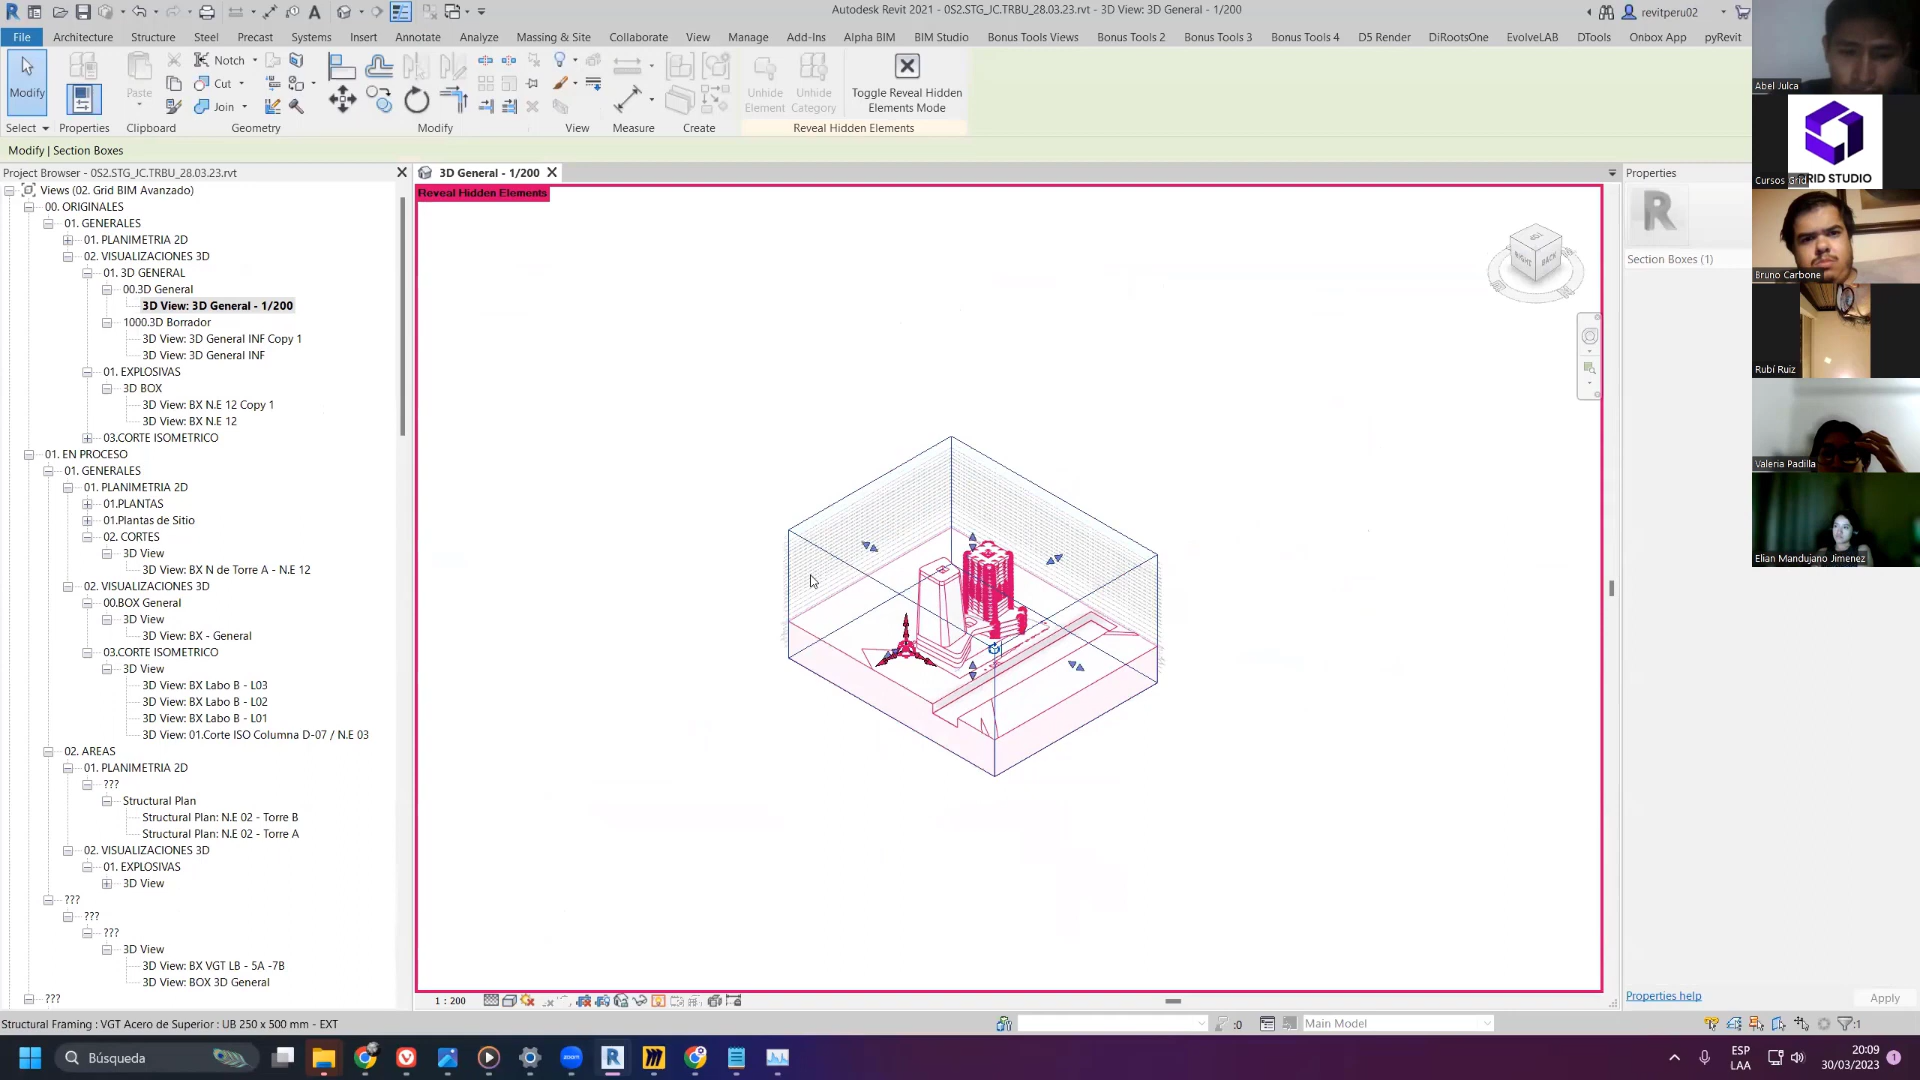 Autodesk Revit 2021 - 0S2.STG_JC.TRBU_28.03.23.rvt - 3D View: 3D General - 1/200
revitperu02
File Architecture Structure Steel Precast Systems Insert Annotate Analyze Massing & Site Collaborate View Manage Add-Ins Alpha BIM BIM Studio Bonus Tools Views Bonus Tools 2 Bonus Tools 3 Bonus Tools 4 D5 Render DiRootsOne EvolveLAB DTools Onbox App pyRevit
Modify
Paste
Notch
Cut
Join
Unhide Element
Unhide Category
Toggle Reveal Hidden Elements Mode
Select Properties Clipboard Geometry Modify View Measure Create Reveal Hidden Elements
Modify | Section Boxes
Project Browser - 0S2.STG_JC.TRBU_28.03.23.rvt
Views (02. Grid BIM Avanzado)
00. ORIGINALES
01. GENERALES
01. PLANIMETRIA 2D
02. VISUALIZACIONES 3D
01. 3D GENERAL
00.3D General
3D View: 3D General - 1/200
1000.3D Borrador
3D View: 3D General INF Copy 1
3D View: 3D General INF
01. EXPLOSIVAS
3D BOX
3D View: BX N.E 12 Copy 1
3D View: BX N.E 12
03.CORTE ISOMETRICO
01. EN PROCESO
01. GENERALES
01. PLANIMETRIA 2D
01.PLANTAS
01.Plantas de Sitio
02. CORTES
3D View
3D View: BX N de Torre A - N.E 12
02. VISUALIZACIONES 3D
00.BOX General
3D View
3D View: BX - General
03.CORTE ISOMETRICO
3D View
3D View: BX Labo B - L03
3D View: BX Labo B - L02
3D View: BX Labo B - L01
3D View: 01.Corte ISO Columna D-07 / N.E 03
02. AREAS
01. PLANIMETRIA 2D
???
Structural Plan
Structural Plan: N.E 02 - Torre B
Structural Plan: N.E 02 - Torre A
02. VISUALIZACIONES 3D
01. EXPLOSIVAS
3D View
???
???
???
3D View
3D View: BX VGT LB - 5A -7B
3D View: BOX 3D General
???
3D General - 1/200
Reveal Hidden Elements
RIGHT BACK
1 : 200
Properties
Section Boxes (1)
Properties help
Apply
Abel Julca
GRID STUDIO
Cursos Grid
Bruno Carbone
Rubí Ruiz
Valeria Padilla
Elian Mandujano Jimenez
Structural Framing : VGT Acero de Superior : UB 250 x 500 mm - EXT
:0
Main Model
:1
Búsqueda
zoom
ESP
LAA
20:09
30/03/2023
1